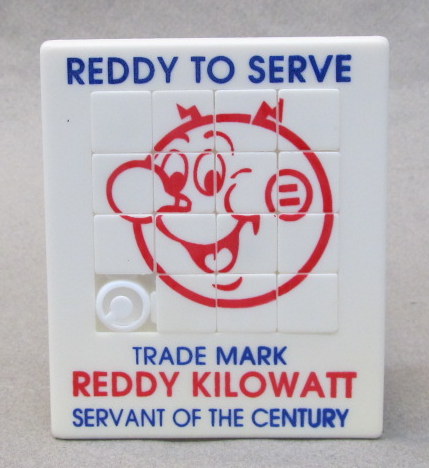 REDDY TO SERVE
TRADE MARK
REDDY KILOWATT
SERVANT OF THE CENTURY